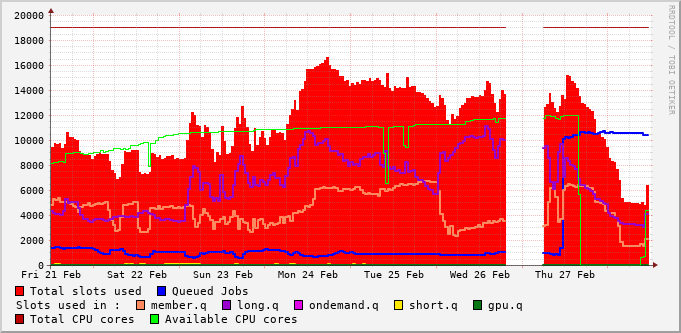 RRDTOOL / TOBI OETIKER
20000
18000
16000
14000
12000
10000
8000
6000
4000
2000
0
Fri 21 Feb Sat 22 Feb Sun 23 Feb Mon 24 Feb Tue 25 Feb Wed 26 Feb Thu 27 Feb
Total slots used Queued Jobs
Slots used in : member.q long.q ondemand.q short.q gpu.q
Total CPU cores Available CPU cores